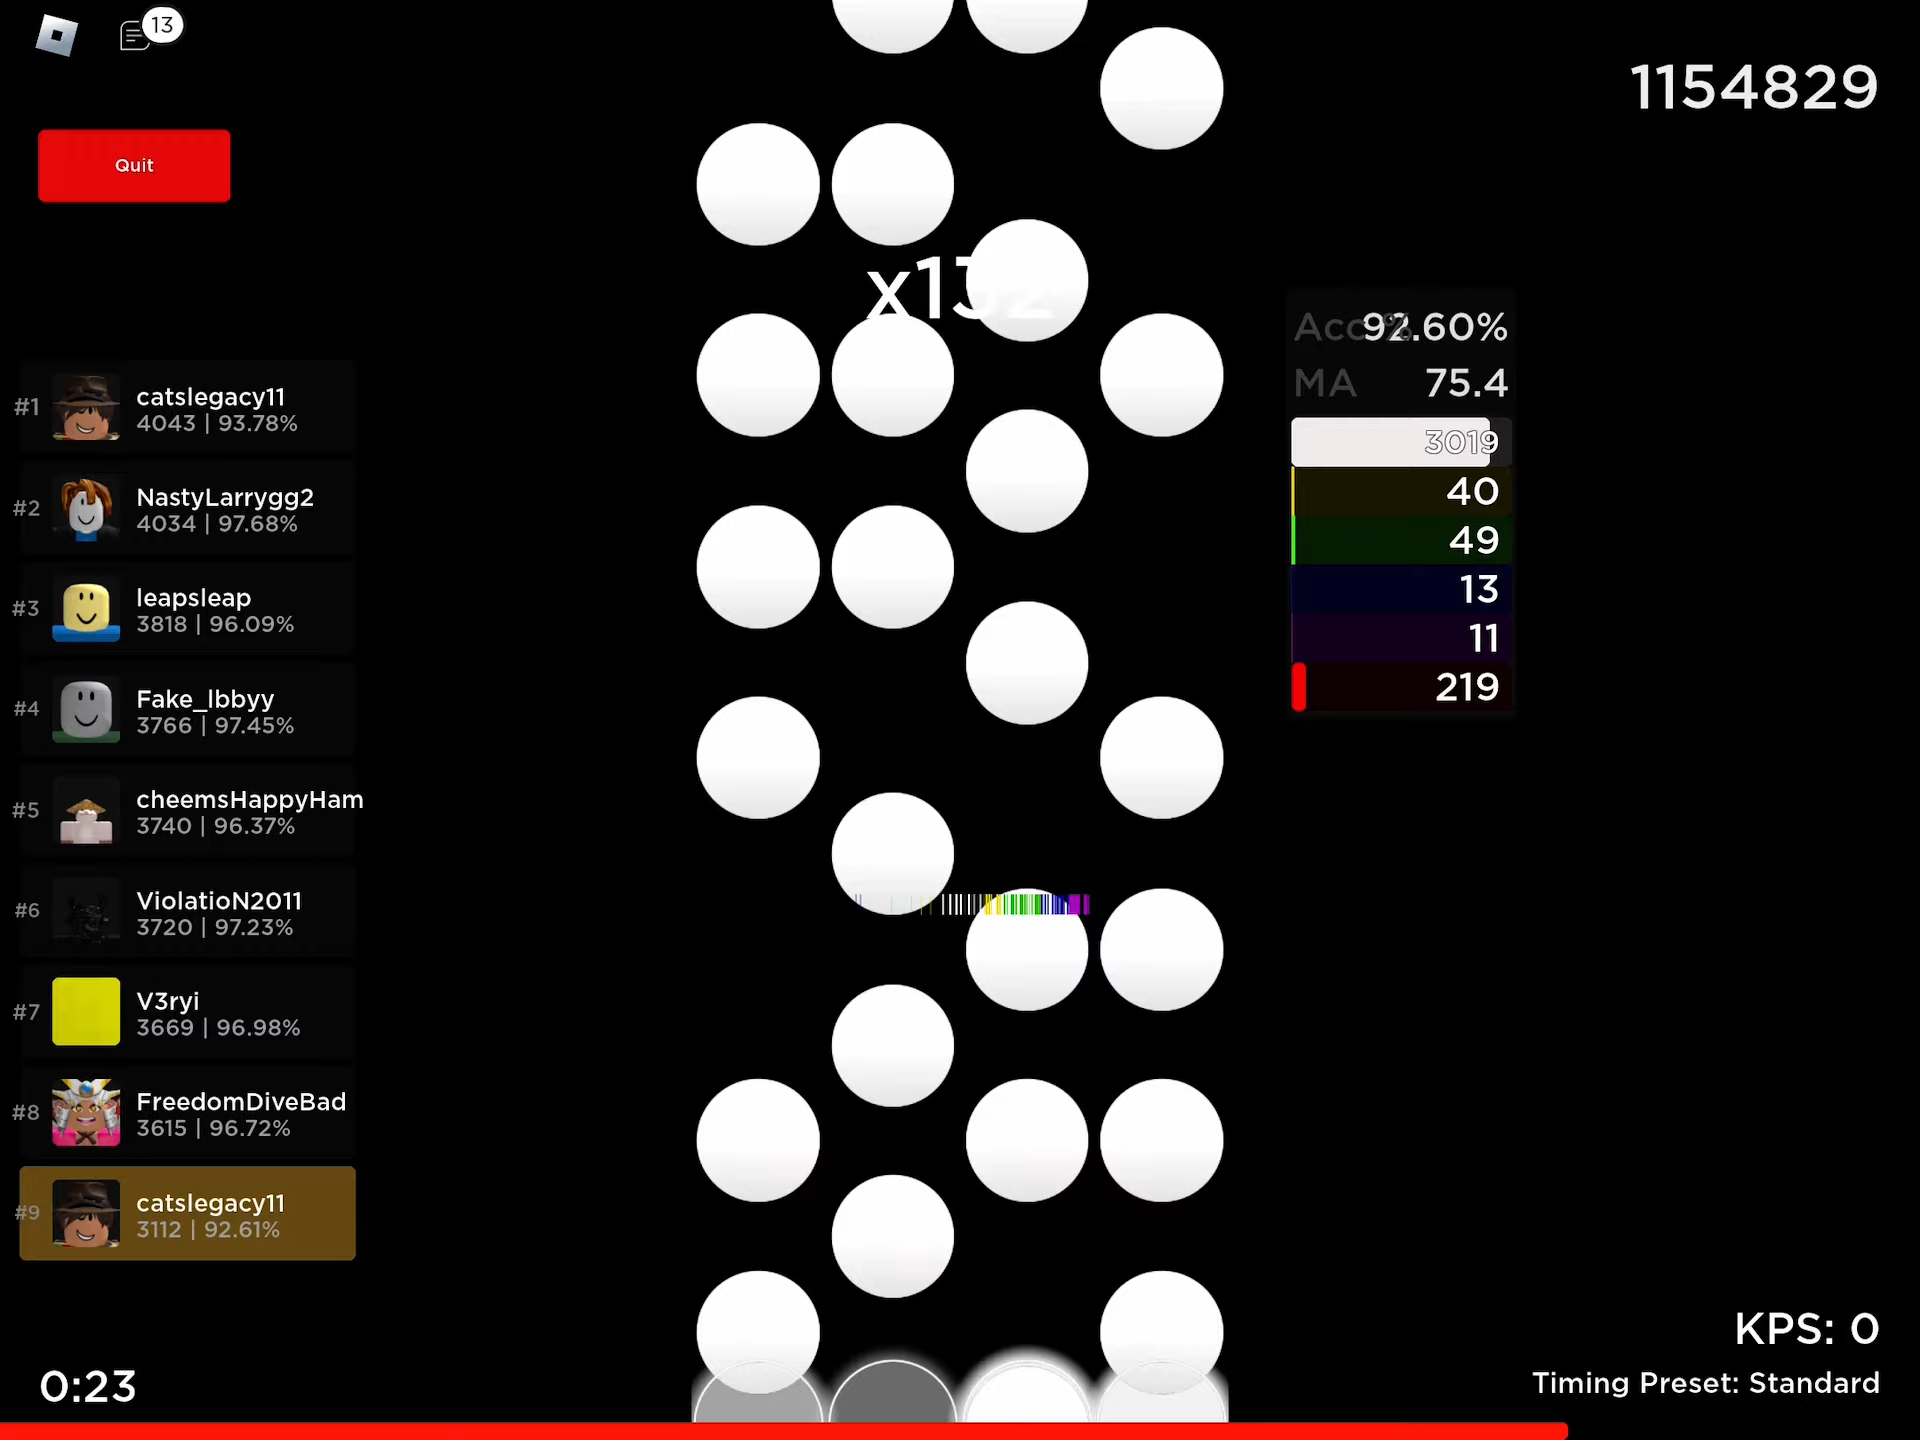 13
1154829
Quit
x132
Acc% 92.60%
MA 75.4
3019
40
49
13
11
219
#1 catslegacy11
4043 | 93.78%
#2 NastyLarrygg2
4034 | 97.68%
#3 leapsleap
3818 | 96.09%
#4 Fake_lbbyy
3766 | 97.45%
#5 cheemsHappyHam
3740 | 96.37%
#6 ViolatioN2011
3720 | 97.23%
#7 V3ryi
3669 | 96.98%
#8 FreedomDiveBad
3615 | 96.72%
#9 catslegacy11
3112 | 92.61%
KPS: 0
0:23
Timing Preset: Standard